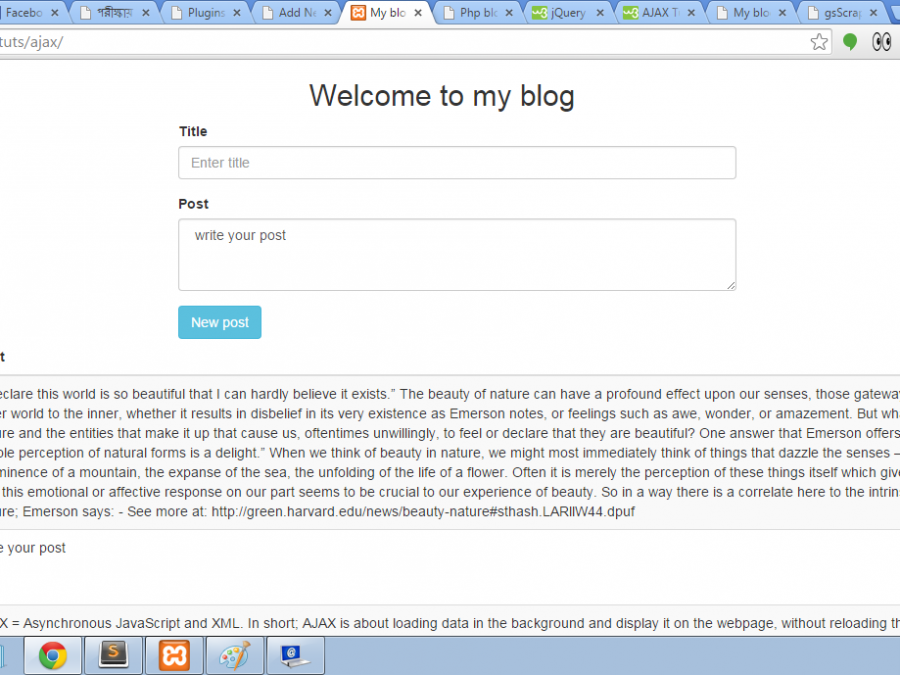 Facebo
পরীক্ষায়
Plugins
Add Ne
My blo
Php blo
jQuery
AJAX T
My blo
gsScrap
tuts/ajax/
Welcome to my blog
Title
Enter title
Post
write your post
New post
t
eclare this world is so beautiful that I can hardly believe it exists.” The beauty of nature can have a profound effect upon our senses, those gateway
er world to the inner, whether it results in disbelief in its very existence as Emerson notes, or feelings such as awe, wonder, or amazement. But wha
ure and the entities that make it up that cause us, oftentimes unwillingly, to feel or declare that they are beautiful? One answer that Emerson offers
ple perception of natural forms is a delight.” When we think of beauty in nature, we might most immediately think of things that dazzle the senses –
minence of a mountain, the expanse of the sea, the unfolding of the life of a flower. Often it is merely the perception of these things itself which give
this emotional or affective response on our part seems to be crucial to our experience of beauty. So in a way there is a correlate here to the intrins
ure; Emerson says: - See more at: http://green.harvard.edu/news/beauty-nature#sthash.LARIlW44.dpuf
e your post
X = Asynchronous JavaScript and XML. In short; AJAX is about loading data in the background and display it on the webpage, without reloading th